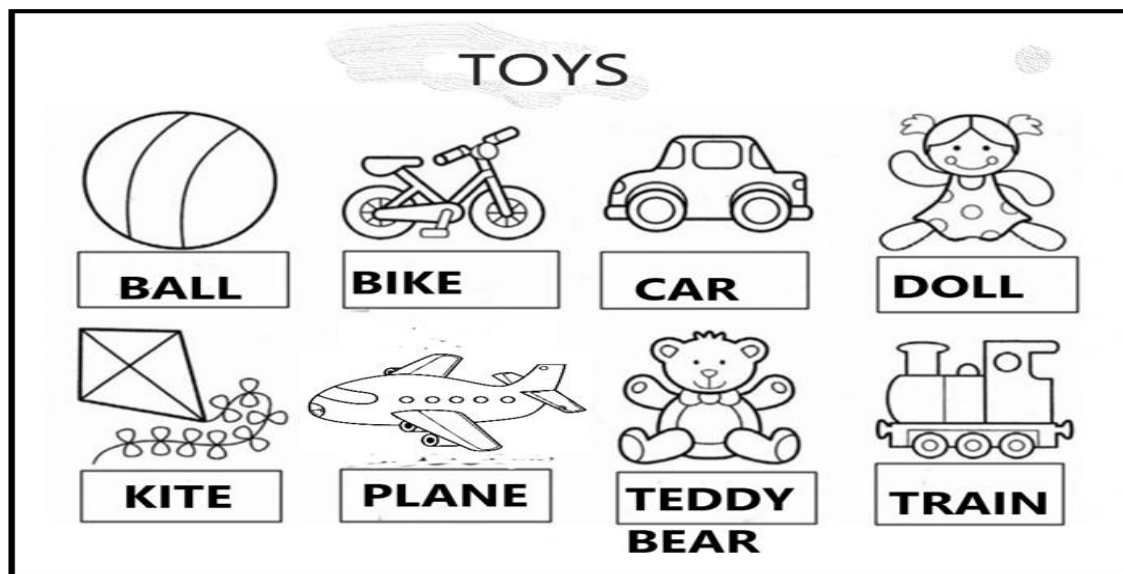 TOYS
BALL
BIKE
CAR
DOLL
KITE
PLANE
TEDDY
BEAR
TRAIN